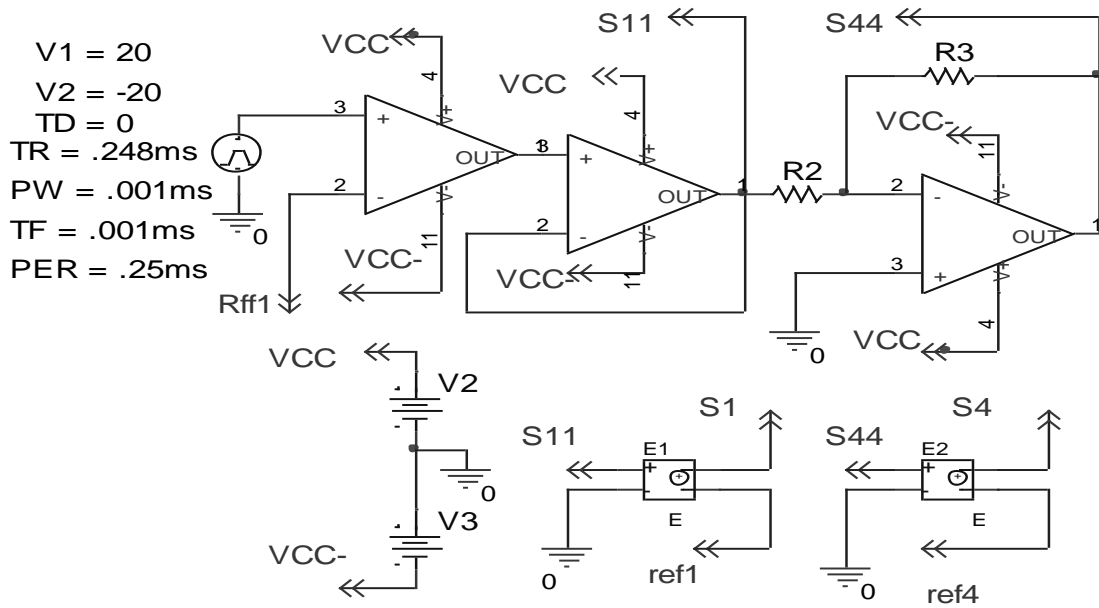 V1 = 20
V2 = -20
TD = 0
TR = .248ms
PW = .001ms
TF = .001ms
PER = .25ms
0
3
2
+
-
VCC
4
V+
OUT
V-
11
VCC-
Rff1
1
3
2
+
-
VCC
4
V+
OUT
V-
11
VCC-
1
S11
R2
R3
S44
VCC-
11
V-
2
3
-
+
OUT
1
V+
4
VCC
0
VCC
V2
0
V3
VCC-
S11
E1
+
-
+
E
S1
ref1
0
S44
E2
+
-
+
E
S4
ref4
0